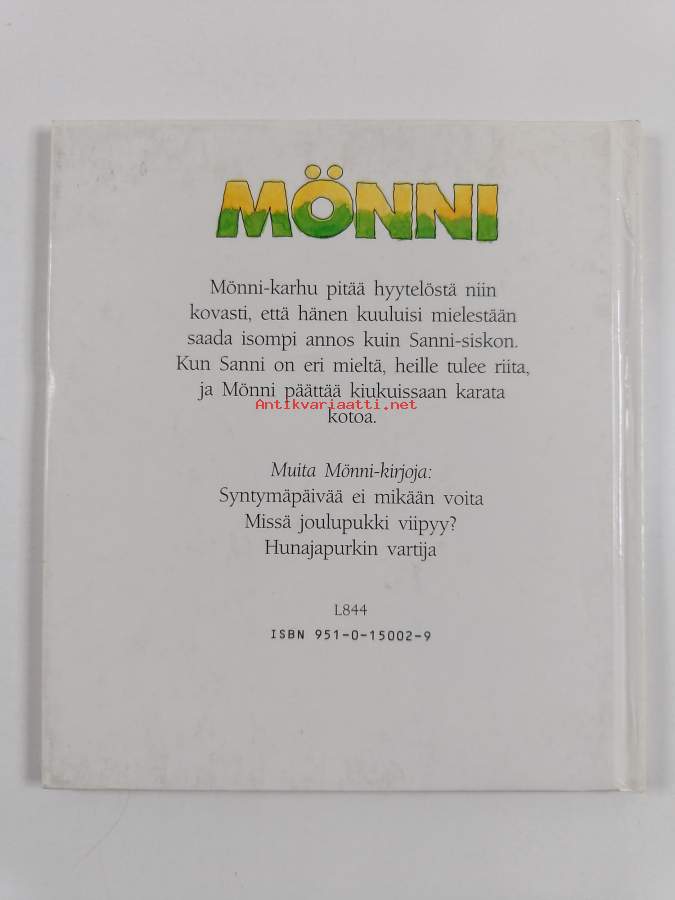 MÖNNI
Mönni-karhu pitää hyytelöstä niin
kovasti, että hänen kuuluisi mielestään
saada isompi annos kuin Sanni-siskon.
Kun Sanni on eri mieltä, heille tulee riita,
ja Mönni päättää kiukuissaan karata
Antikvariaatti.net
kotoa.
Muita Mönni-kirjoja:
Syntymäpäivää ei mikään voita
Missä joulupukki viipyy?
Hunajapurkin vartija
L844
ISBN 951-0-15002-9